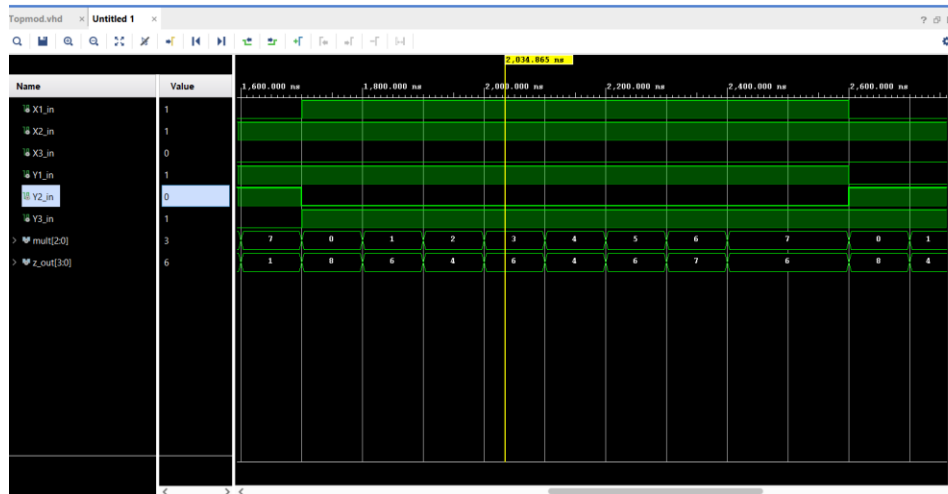 Topmod.vhd × Untitled 1 ×
2,034.865 ns
Name Value
1,600.000 ns 1,800.000 ns 2,000.000 ns 2,200.000 ns 2,400.000 ns 2,600.000 ns
X1_in 1
X2_in 1
X3_in 0
Y1_in 1
Y2_in 0
Y3_in 1
> mult[2:0] 3 7 0 1 2 3 4 5 6 7 0 1
> z_out[3:0] 6 1 0 6 4 6 4 6 7 6 0 4